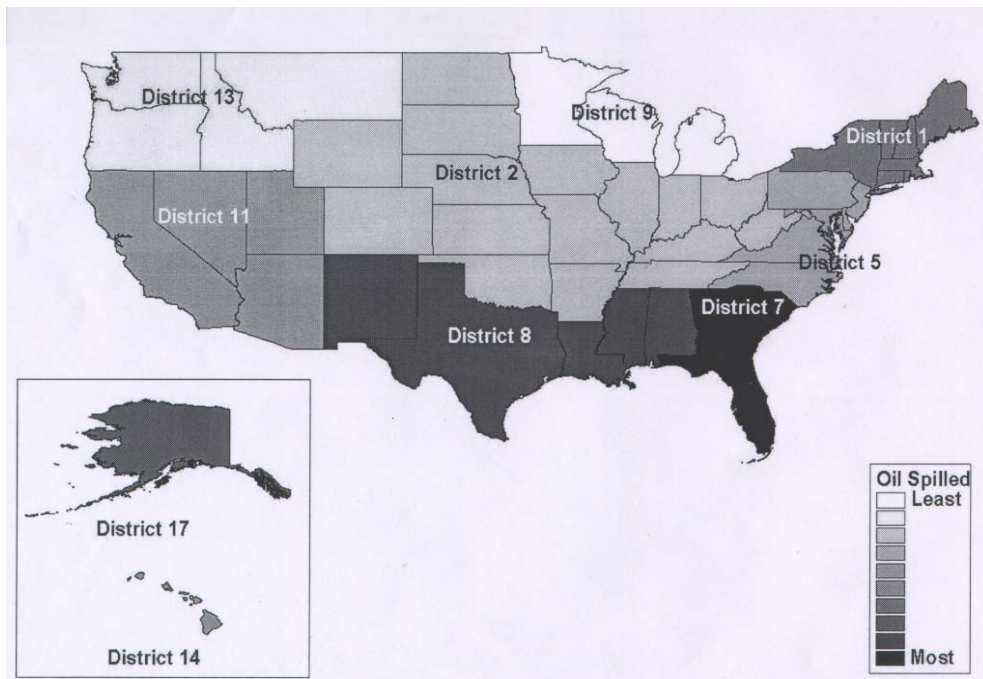 District 13
District 9
District 1
District 2
District 11
District 5
District 7
District 8
District 17
District 14
Oil Spilled
Least
Most